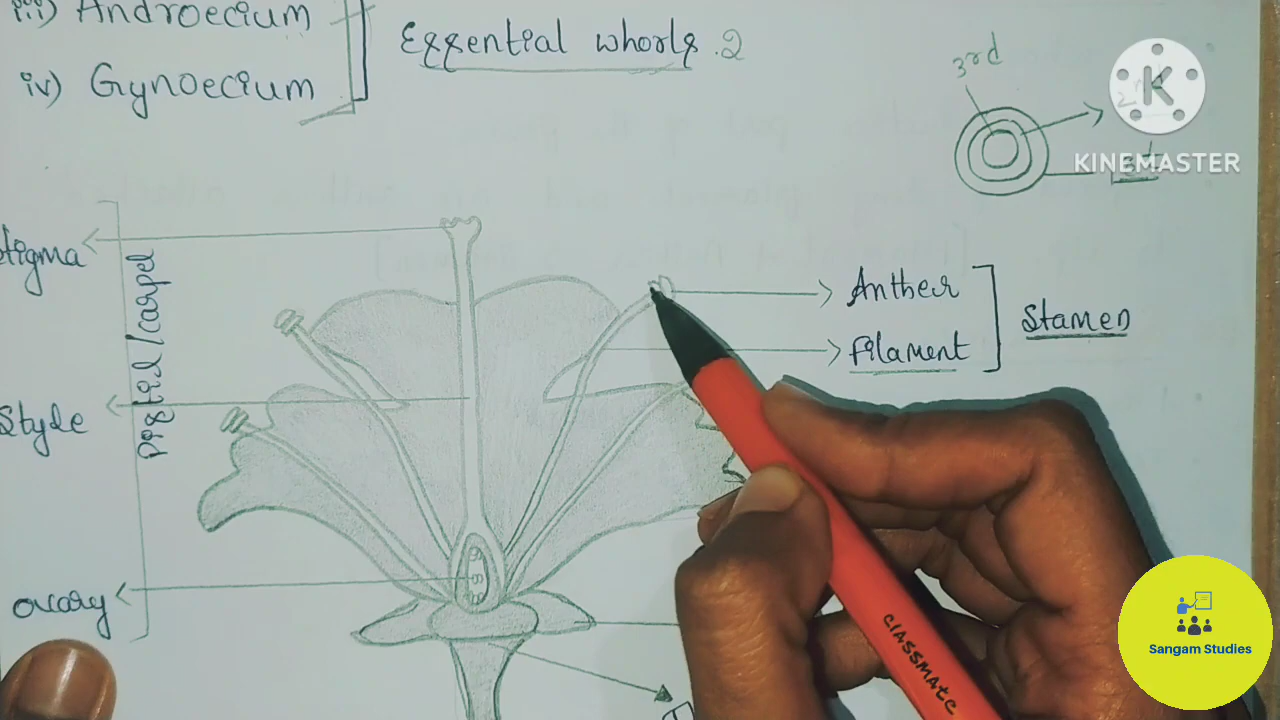 iii) Androecium
iv) Gynoecium
Essential whorls .2
3rd
2nd
KINEMASTER
stigma
Pistil/carpel
Style
ovary
Anther
filament
Stamen
CLASSMATE
Sangam Studies